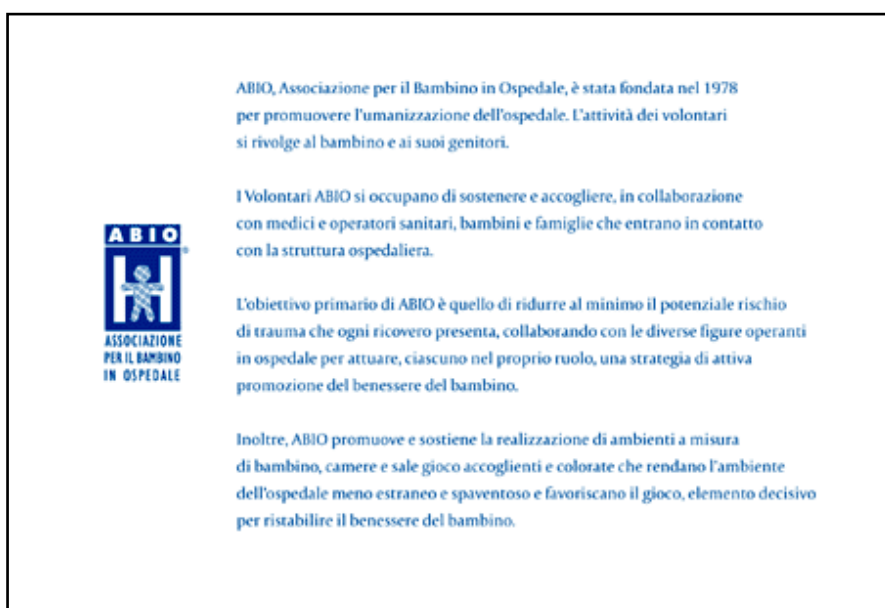 ABIO, Associazione per il Bambino in Ospedale, è stata fondata nel 1978
per promuovere l'umanizzazione dell'ospedale. L'attività dei volontari
si rivolge al bambino e ai suoi genitori.
I Volontari ABIO si occupano di sostenere e accogliere, in collaborazione
con medici e operatori sanitari, bambini e famiglie che entrano in contatto
con la struttura ospedaliera.
L'obiettivo primario di ABIO è quello di ridurre al minimo il potenziale rischio
di trauma che ogni ricovero presenta, collaborando con le diverse figure operanti
in ospedale per attuare, ciascuno nel proprio ruolo, una strategia di attiva
promozione del benessere del bambino.
Inoltre, ABIO promuove e sostiene la realizzazione di ambienti a misura
di bambino, camere e sale gioco accoglienti e colorate che rendano l'ambiente
dell'ospedale meno estraneo e spaventoso e favoriscano il gioco, elemento decisivo
per ristabilire il benessere del bambino.
ABIO
H®
ASSOCIAZIONE
PER IL BAMBINO
IN OSPEDALE